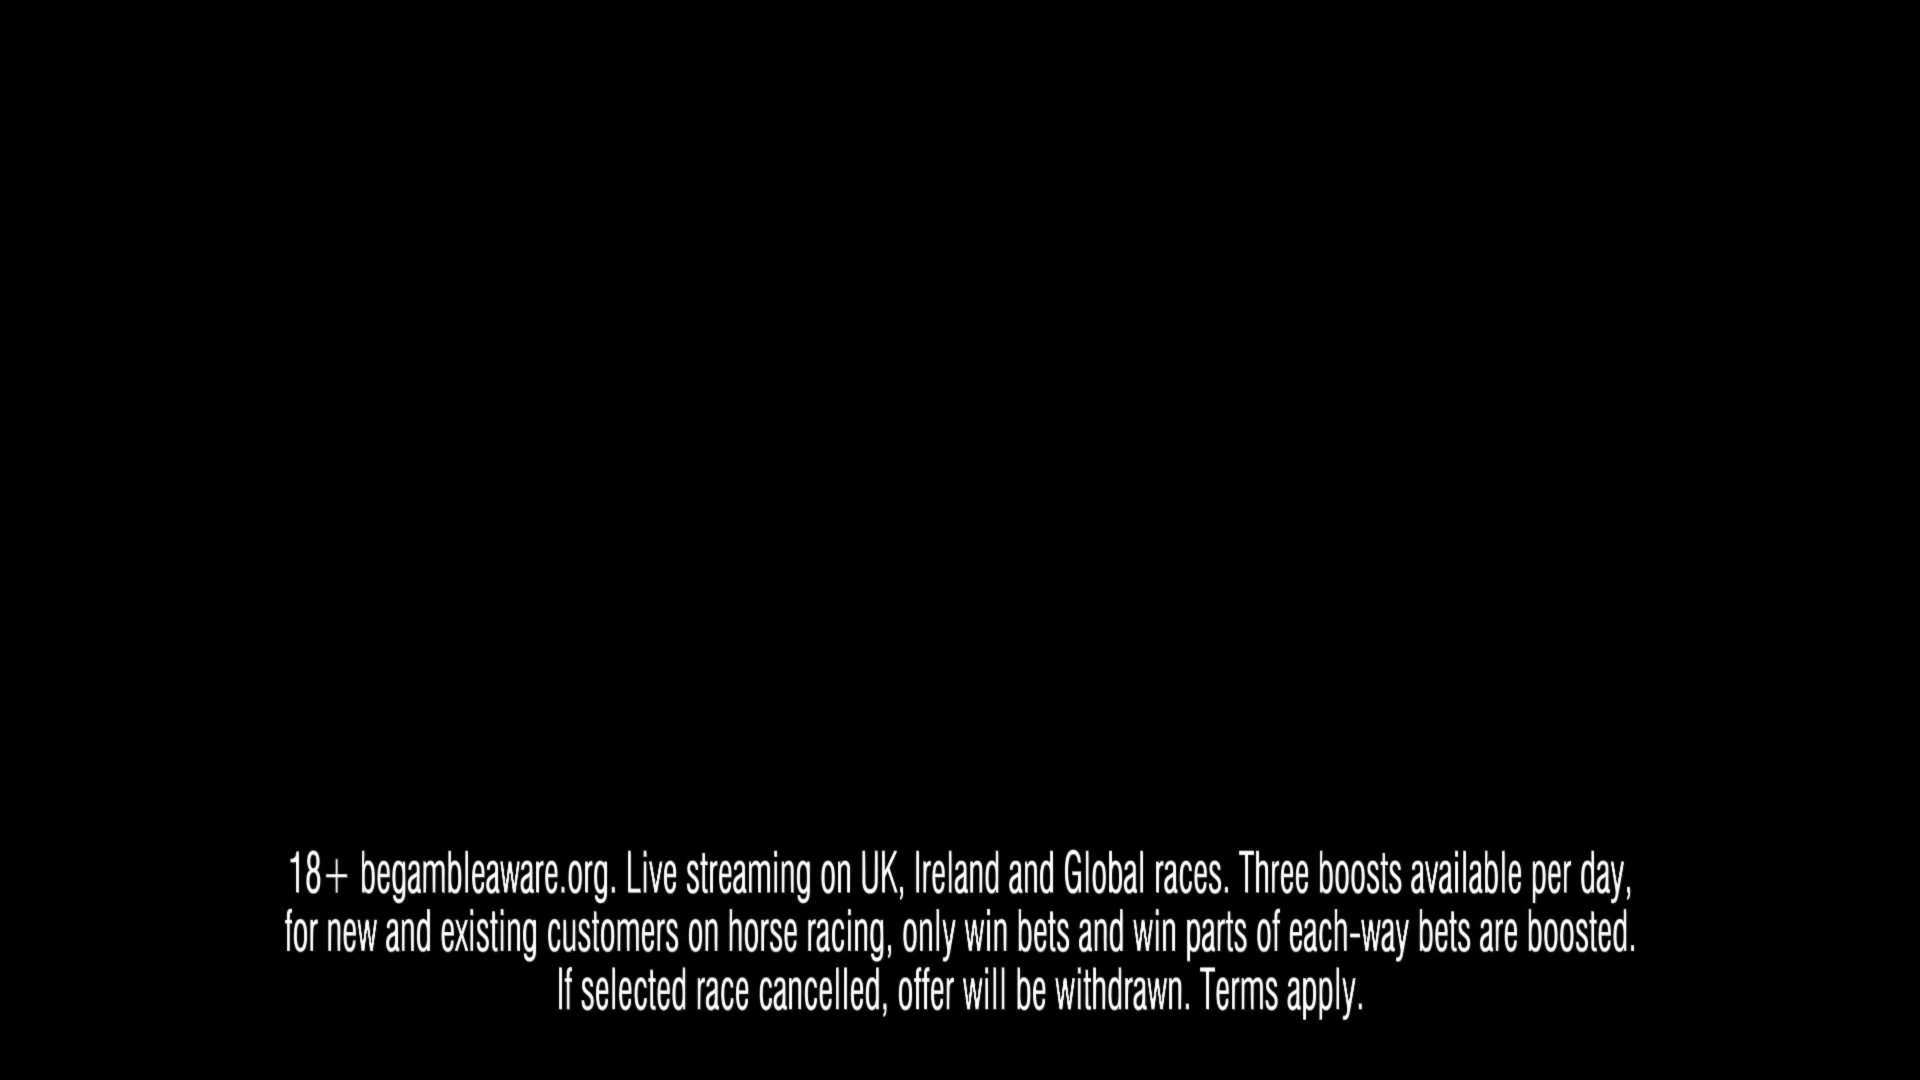 18+ begambleaware.org. Live streaming on UK, Ireland and Global races. Three boosts available per day,
for new and existing customers on horse racing, only win bets and win parts of each-way bets are boosted.
If selected race cancelled, offer will be withdrawn. Terms apply.